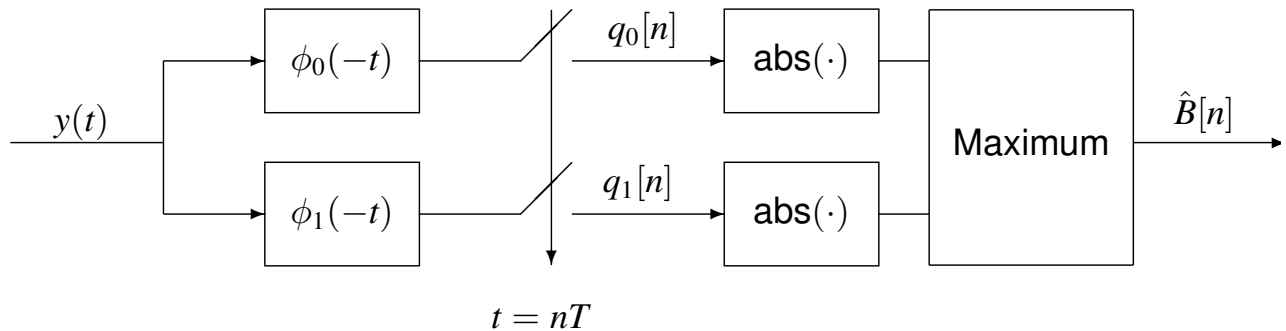 q₀[n]
ϕ₀(−t)
abs(·)
y(t)
Maximum
B̂[n]
q₁[n]
ϕ₁(−t)
abs(·)
t = nT